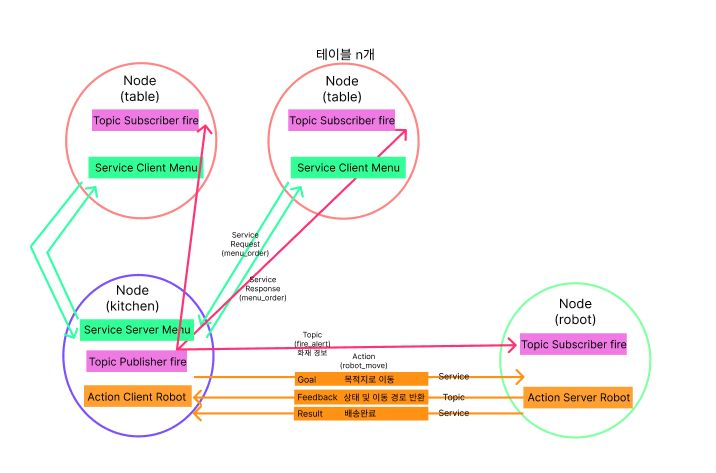 테이블 n개
Node
(table)
Topic Subscriber fire
Service Client Menu
Node
(table)
Topic Subscriber fire
Service Client Menu
Service
Request
(menu_order)
Service
Response
(menu_order)
Node
(kitchen)
Service Server Menu
Topic Publisher fire
Action Client Robot
Topic
(fire_alert)
화재 경보
Action
(robot_move)
Goal 목적지로 이동 Service
Feedback 상태 및 이동 경로 반환 Topic
Result 배송완료 Service
Node
(robot)
Topic Subscriber fire
Action Server Robot